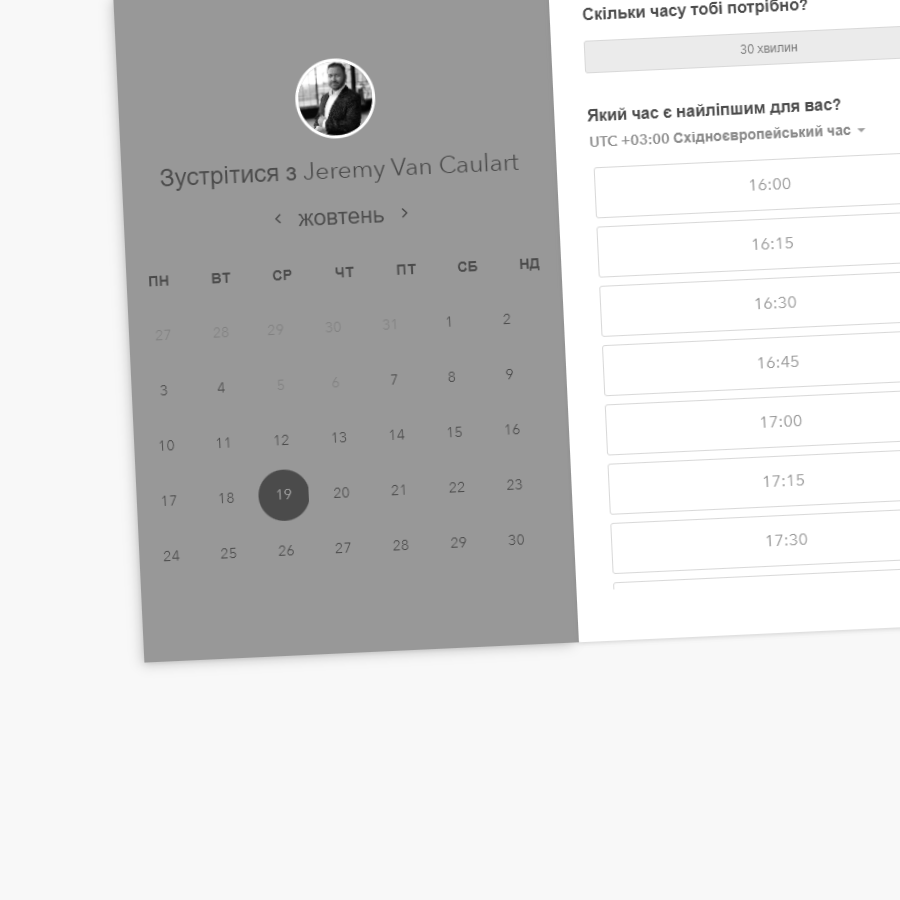 Зустрітися з Jeremy Van Caulart
‹ жовтень ›
ПН ВТ СР ЧТ ПТ СБ НД
27 28 29 30 31 1 2
3 4 5 6 7 8 9
10 11 12 13 14 15 16
17 18 19 20 21 22 23
24 25 26 27 28 29 30
Скільки часу тобі потрібно?
30 хвилин
Який час є найліпшим для вас?
UTC +03:00 Східноєвропейський час
16:00
16:15
16:30
16:45
17:00
17:15
17:30